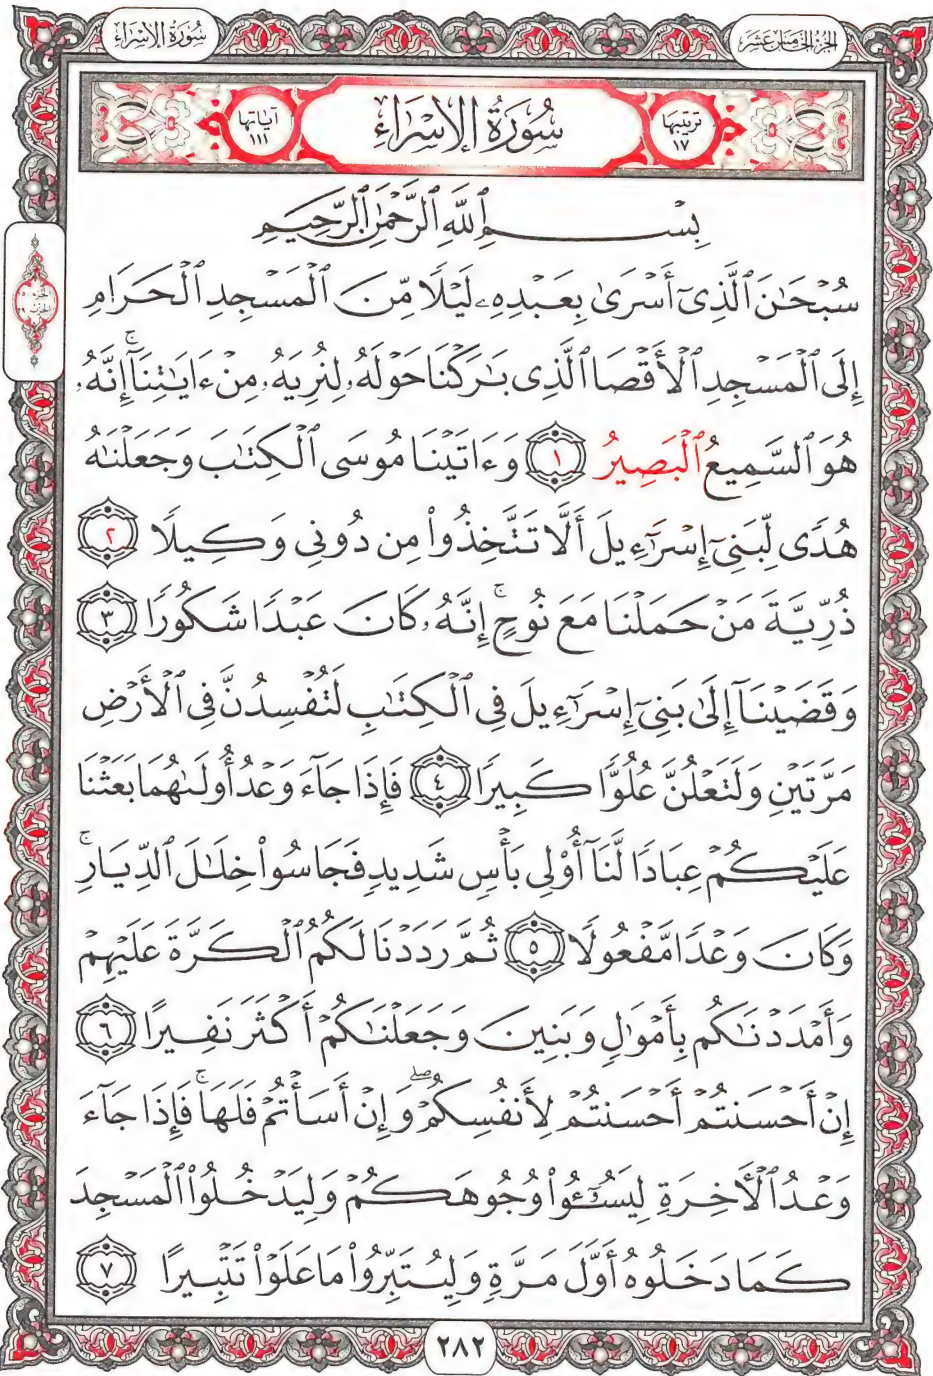 الجزء الخامس عشر
سُورَةُ الإِسْرَاءِ
ترتيبها
١٧
سُورَةُ الإِسْرَاءِ
آياتها
١١١
بِسْمِ ٱللَّهِ ٱلرَّحْمَٰنِ ٱلرَّحِيمِ
سُبْحَٰنَ ٱلَّذِىٓ أَسْرَىٰ بِعَبْدِهِۦ لَيْلًا مِّنَ ٱلْمَسْجِدِ ٱلْحَرَامِ
إِلَى ٱلْمَسْجِدِ ٱلْأَقْصَا ٱلَّذِى بَٰرَكْنَا حَوْلَهُۥ لِنُرِيَهُۥ مِنْ ءَايَٰتِنَآ ۚ إِنَّهُۥ
هُوَ ٱلسَّمِيعُ ٱلْبَصِيرُ ١ وَءَاتَيْنَا مُوسَى ٱلْكِتَٰبَ وَجَعَلْنَٰهُ
هُدًى لِّبَنِىٓ إِسْرَٰٓءِيلَ أَلَّا تَتَّخِذُوا۟ مِن دُونِى وَكِيلًا ٢
ذُرِّيَّةَ مَنْ حَمَلْنَا مَعَ نُوحٍ ۚ إِنَّهُۥ كَانَ عَبْدًا شَكُورًا ٣
وَقَضَيْنَآ إِلَىٰ بَنِىٓ إِسْرَٰٓءِيلَ فِى ٱلْكِتَٰبِ لَتُفْسِدُنَّ فِى ٱلْأَرْضِ
مَرَّتَيْنِ وَلَتَعْلُنَّ عُلُوًّا كَبِيرًا ٤ فَإِذَا جَآءَ وَعْدُ أُولَىٰهُمَا بَعَثْنَا
عَلَيْكُمْ عِبَادًا لَّنَآ أُو۟لِى بَأْسٍ شَدِيدٍ فَجَاسُوا۟ خِلَٰلَ ٱلدِّيَارِ ۚ
وَكَانَ وَعْدًا مَّفْعُولًا ٥ ثُمَّ رَدَدْنَا لَكُمُ ٱلْكَرَّةَ عَلَيْهِمْ
وَأَمْدَدْنَٰكُم بِأَمْوَٰلٍ وَبَنِينَ وَجَعَلْنَٰكُمْ أَكْثَرَ نَفِيرًا ٦
إِنْ أَحْسَنتُمْ أَحْسَنتُمْ لِأَنفُسِكُمْ ۖ وَإِنْ أَسَأْتُمْ فَلَهَا ۚ فَإِذَا جَآءَ
وَعْدُ ٱلْءَاخِرَةِ لِيَسُۥٓـُٔوا۟ وُجُوهَكُمْ وَلِيَدْخُلُوا۟ ٱلْمَسْجِدَ
كَمَا دَخَلُوهُ أَوَّلَ مَرَّةٍ وَلِيُتَبِّرُوا۟ مَا عَلَوْا۟ تَتْبِيرًا ٧
٢٨٢